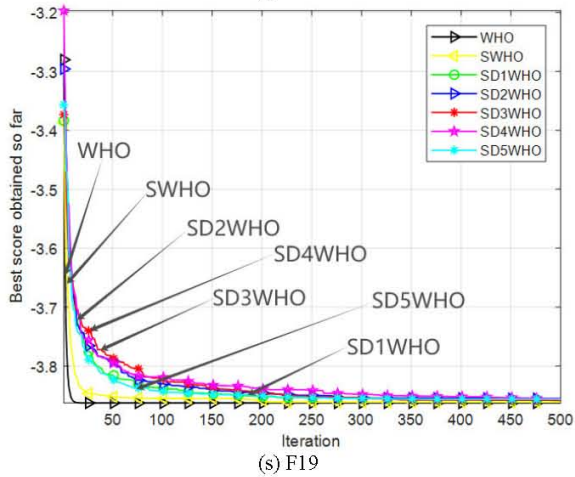 -3.2
-3.3
-3.4
-3.5
-3.6
-3.7
-3.8
Best score obtained so far
WHO
SWHO
SD1WHO
SD2WHO
SD3WHO
SD4WHO
SD5WHO
WHO
SWHO
SD2WHO
SD4WHO
SD3WHO
SD5WHO
SD1WHO
50 100 150 200 250 300 350 400 450 500
Iteration
(s) F19